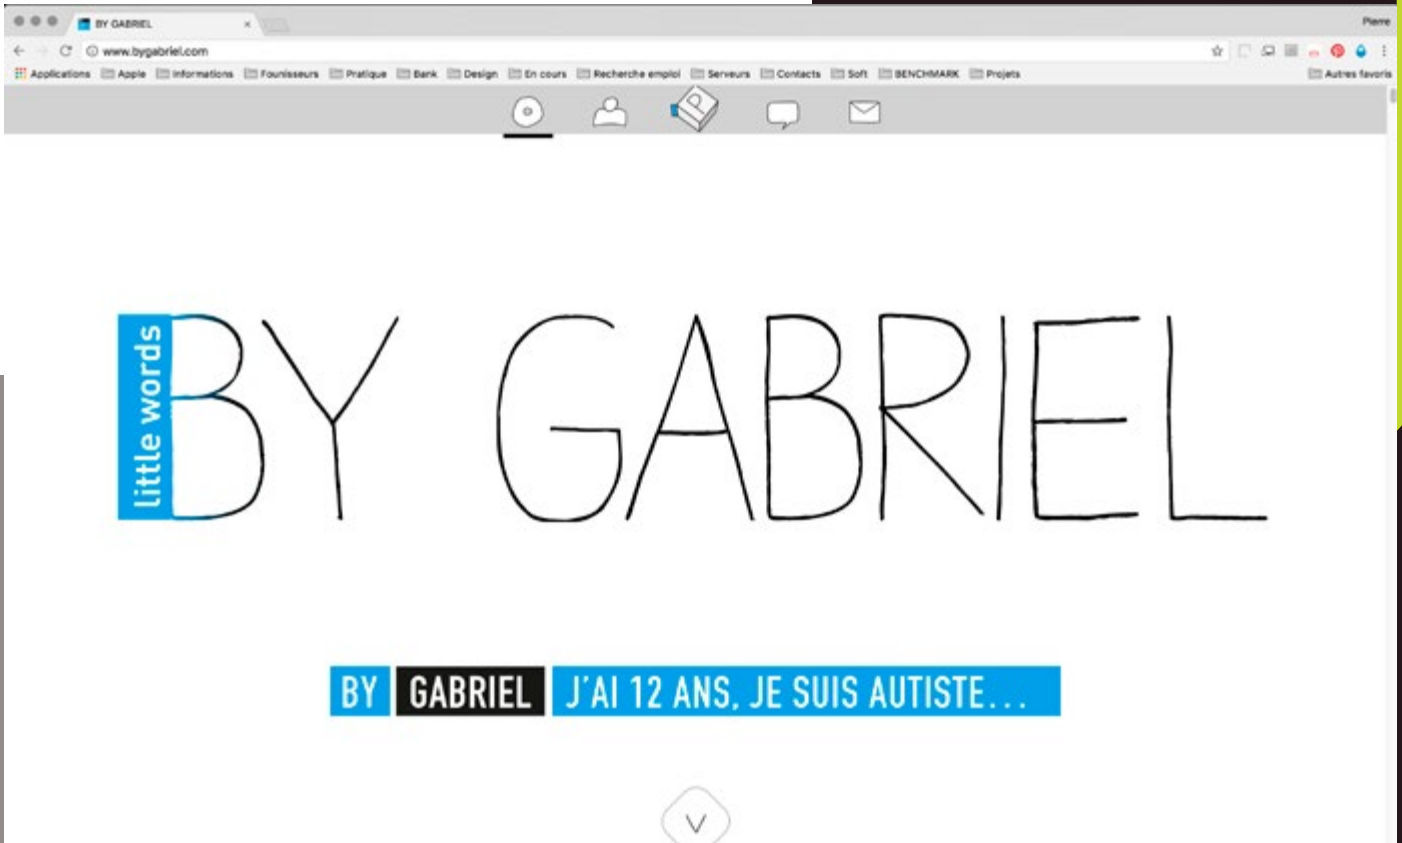 BY GABRIEL
Pierre
www.bygabriel.com
Applications Apple Informations Founisseurs Pratique Bank Design En cours Recherche emploi Serveurs Contacts Soft BENCHMARK Projets Autres favoris
little words
BY GABRIEL
BY GABRIEL J'AI 12 ANS, JE SUIS AUTISTE...